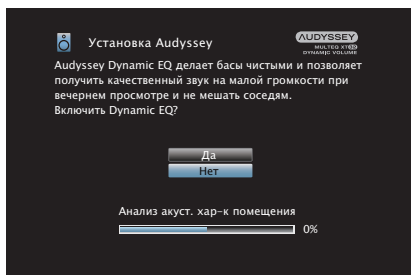 Установка Audyssey
AUDYSSEY
MULTEQ XT32
DYNAMIC VOLUME
Audyssey Dynamic EQ делает басы чистыми и позволяет
получить качественный звук на малой громкости при
вечернем просмотре и не мешать соседям.
Включить Dynamic EQ?
Да
Нет
Анализ акуст. хар-к помещения
0%